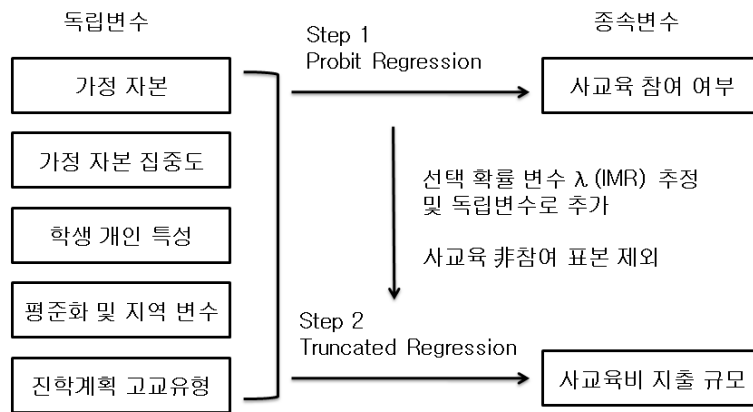 독립변수
종속변수
Step 1
Probit Regression
가정 자본
사교육 참여 여부
가정 자본 집중도
선택 확률 변수 λ (IMR) 추정
및 독립변수로 추가
학생 개인 특성
사교육 非참여 표본 제외
평준화 및 지역 변수
Step 2
Truncated Regression
진학계획 고교유형
사교육비 지출 규모